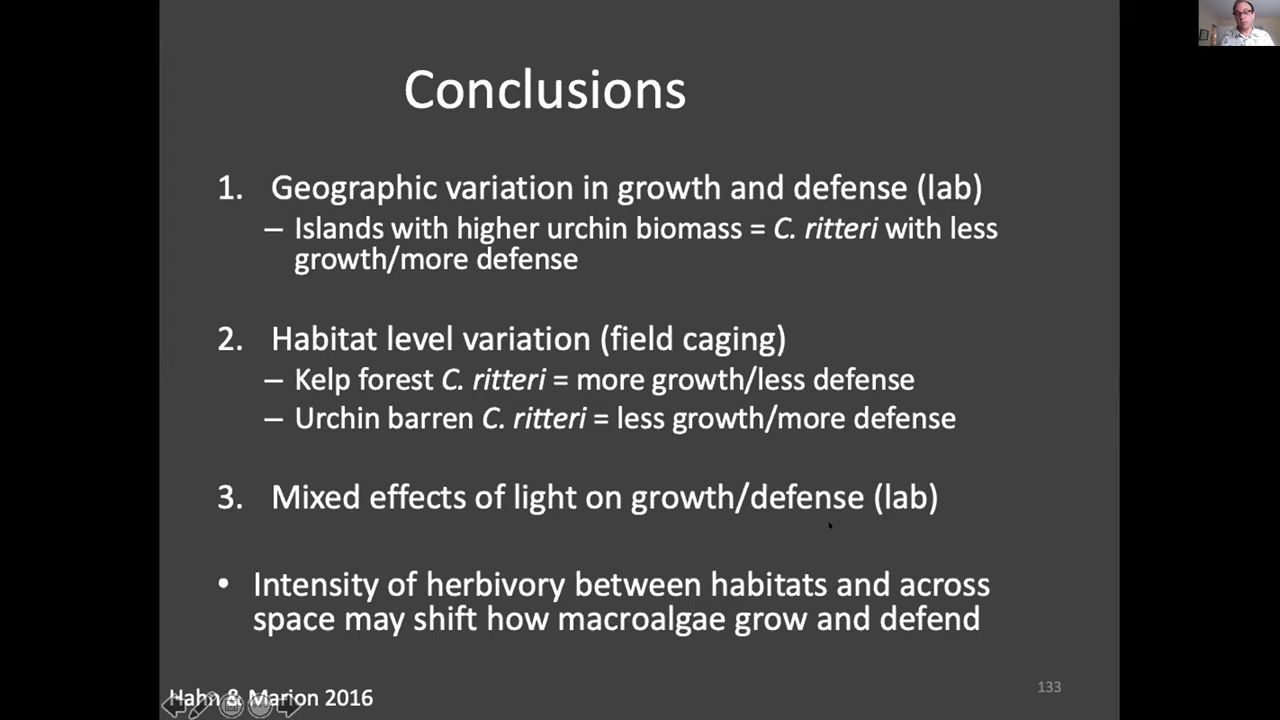 Conclusions
1. Geographic variation in growth and defense (lab)
– Islands with higher urchin biomass = C. ritteri with less
growth/more defense
2. Habitat level variation (field caging)
– Kelp forest C. ritteri = more growth/less defense
– Urchin barren C. ritteri = less growth/more defense
3. Mixed effects of light on growth/defense (lab)
• Intensity of herbivory between habitats and across
space may shift how macroalgae grow and defend
Hahn & Marion 2016
133